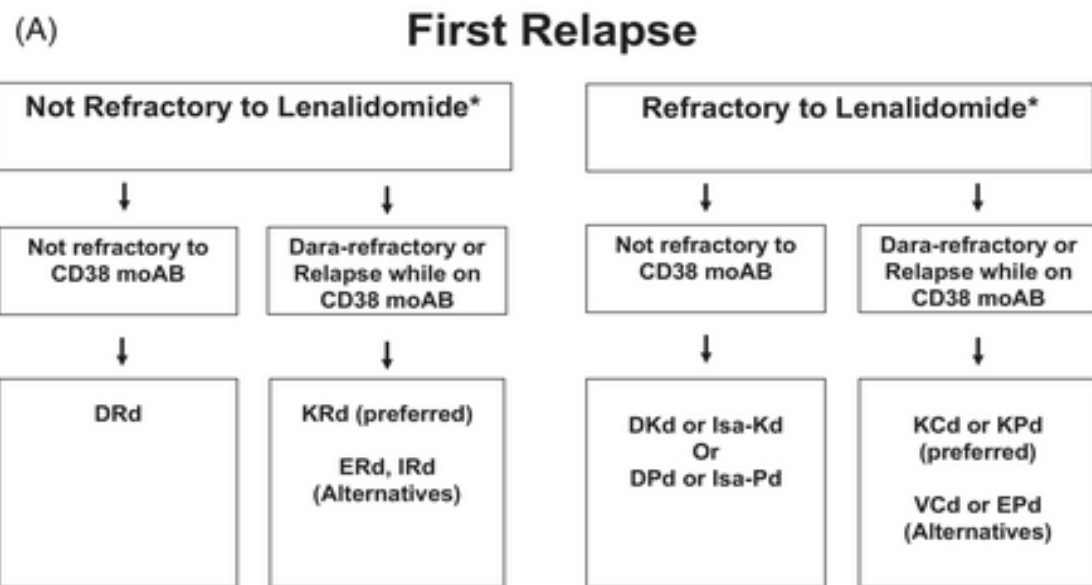 (A)
First Relapse
Not Refractory to Lenalidomide*
Refractory to Lenalidomide*
Not refractory to
CD38 moAB
Dara-refractory or
Relapse while on
CD38 moAB
Not refractory to
CD38 moAB
Dara-refractory or
Relapse while on
CD38 moAB
DRd
KRd (preferred)
ERd, IRd
(Alternatives)
DKd or Isa-Kd
Or
DPd or Isa-Pd
KCd or KPd
(preferred)
VCd or EPd
(Alternatives)